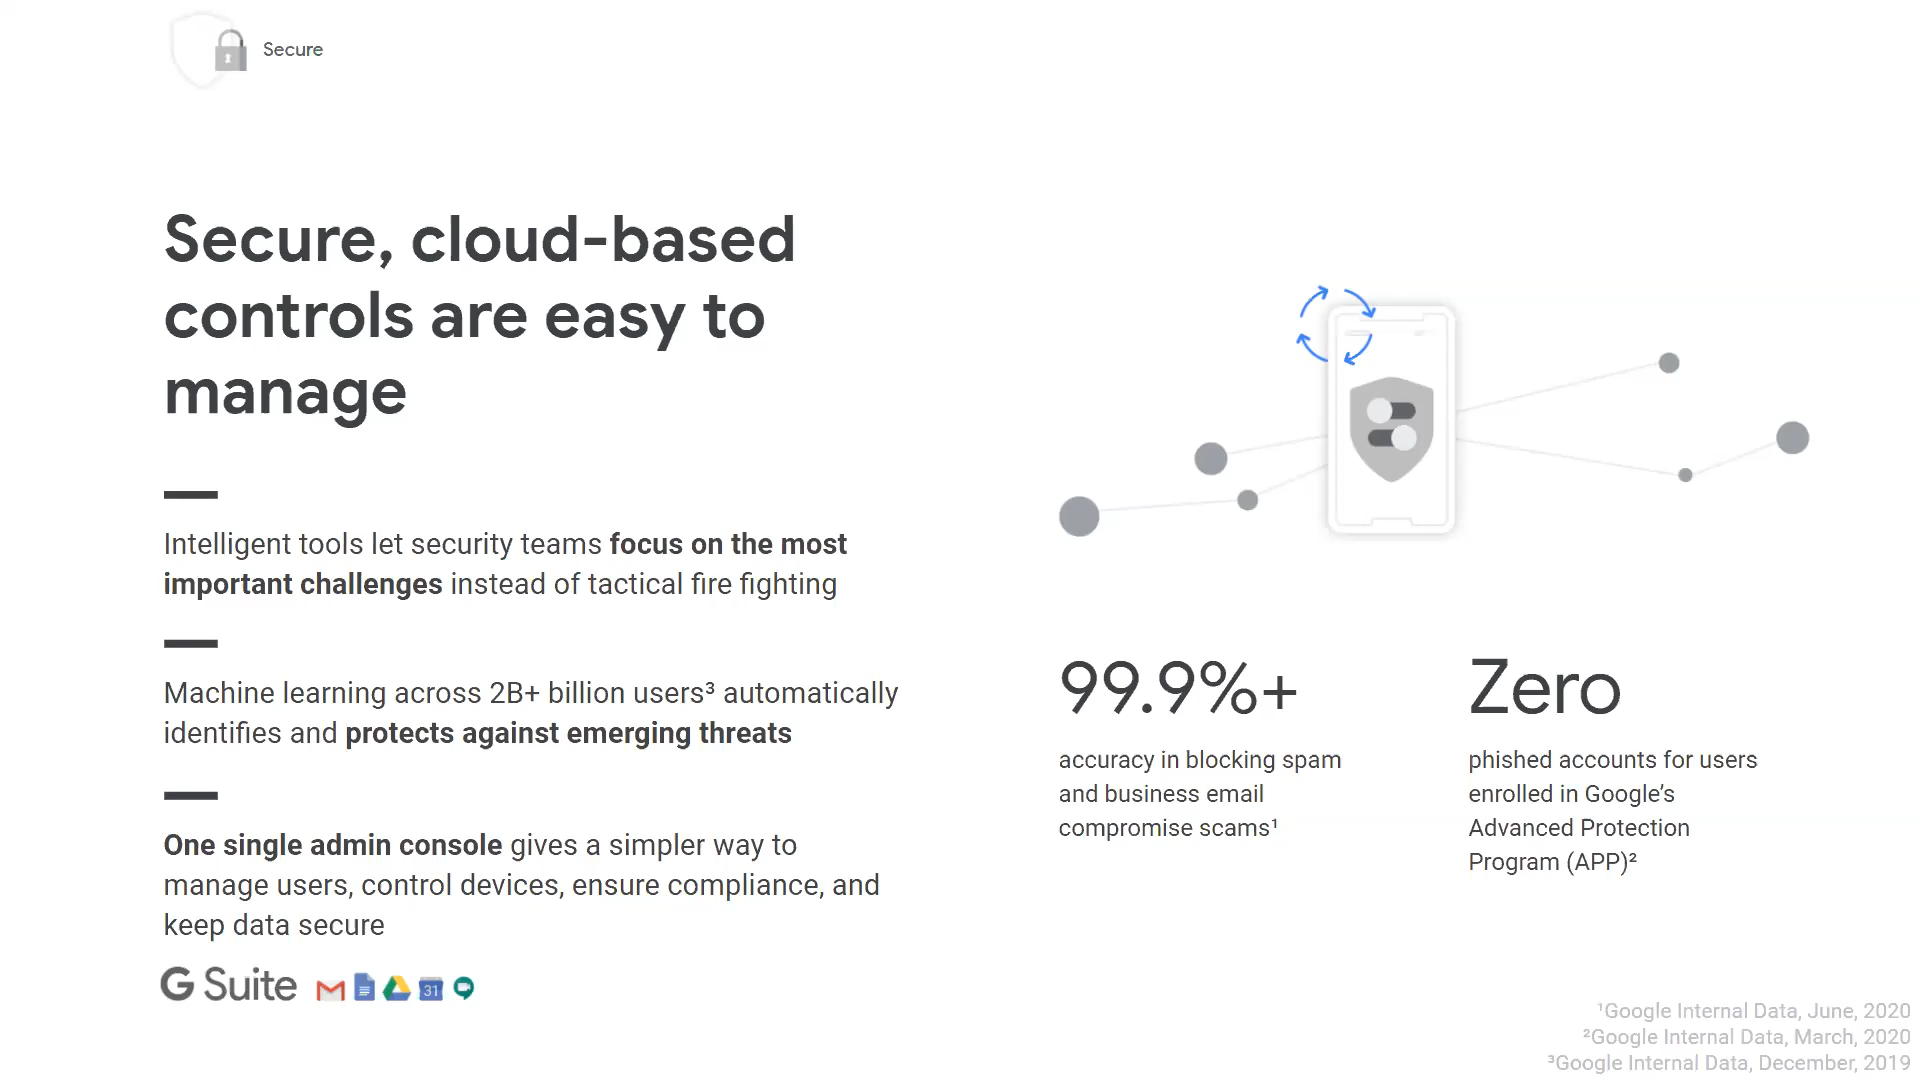 Secure
Secure, cloud-based
controls are easy to
manage
Intelligent tools let security teams focus on the most
important challenges instead of tactical fire fighting
Machine learning across 2B+ billion users³ automatically
identifies and protects against emerging threats
One single admin console gives a simpler way to
manage users, control devices, ensure compliance, and
keep data secure
G Suite
31
99.9%+
accuracy in blocking spam
and business email
compromise scams¹
Zero
phished accounts for users
enrolled in Google’s
Advanced Protection
Program (APP)²
¹Google Internal Data, June, 2020
²Google Internal Data, March, 2020
³Google Internal Data, December, 2019